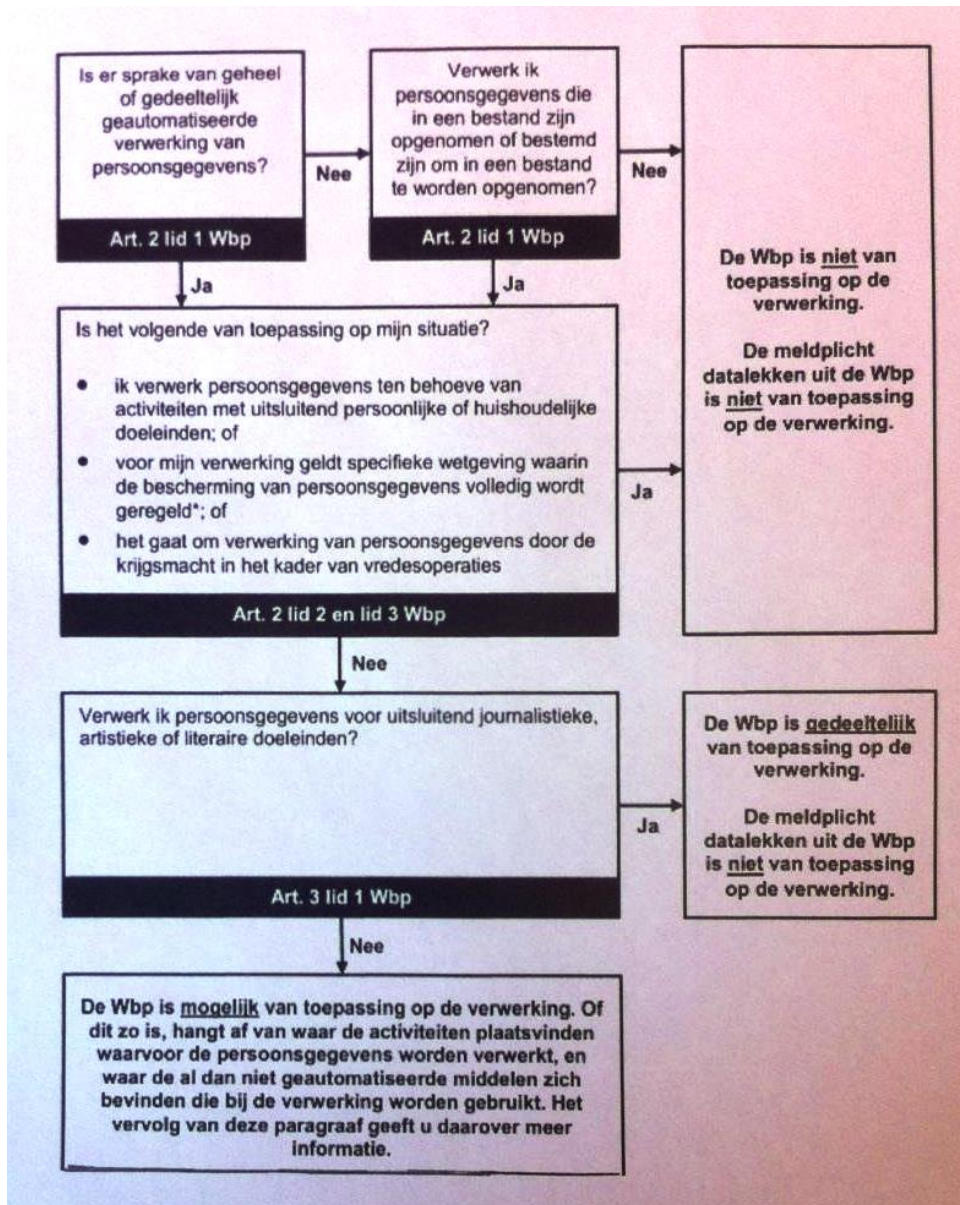 Is er sprake van geheel
of gedeeltelijk
geautomatiseerde
verwerking van
persoonsgegevens?
Art. 2 lid 1 Wbp
Nee
Verwerk ik
persoonsgegevens die
in een bestand zijn
opgenomen of bestemd
zijn om in een bestand
te worden opgenomen?
Art. 2 lid 1 Wbp
Nee
De Wbp is niet van
toepassing op de
verwerking.
De meldplicht
datalekken uit de Wbp
is niet van toepassing
op de verwerking.
Ja
Ja
Is het volgende van toepassing op mijn situatie?
• ik verwerk persoonsgegevens ten behoeve van
activiteiten met uitsluitend persoonlijke of huishoudelijke
doeleinden; of
• voor mijn verwerking geldt specifieke wetgeving waarin
de bescherming van persoonsgegevens volledig wordt
geregeld*; of
• het gaat om verwerking van persoonsgegevens door de
krijgsmacht in het kader van vredesoperaties
Art. 2 lid 2 en lid 3 Wbp
Ja
Nee
Verwerk ik persoonsgegevens voor uitsluitend journalistieke,
artistieke of literaire doeleinden?
Art. 3 lid 1 Wbp
Ja
De Wbp is gedeeltelijk
van toepassing op de
verwerking.
De meldplicht
datalekken uit de Wbp
is niet van toepassing
op de verwerking.
Nee
De Wbp is mogelijk van toepassing op de verwerking. Of
dit zo is, hangt af van waar de activiteiten plaatsvinden
waarvoor de persoonsgegevens worden verwerkt, en
waar de al dan niet geautomatiseerde middelen zich
bevinden die bij de verwerking worden gebruikt. Het
vervolg van deze paragraaf geeft u daarover meer
informatie.